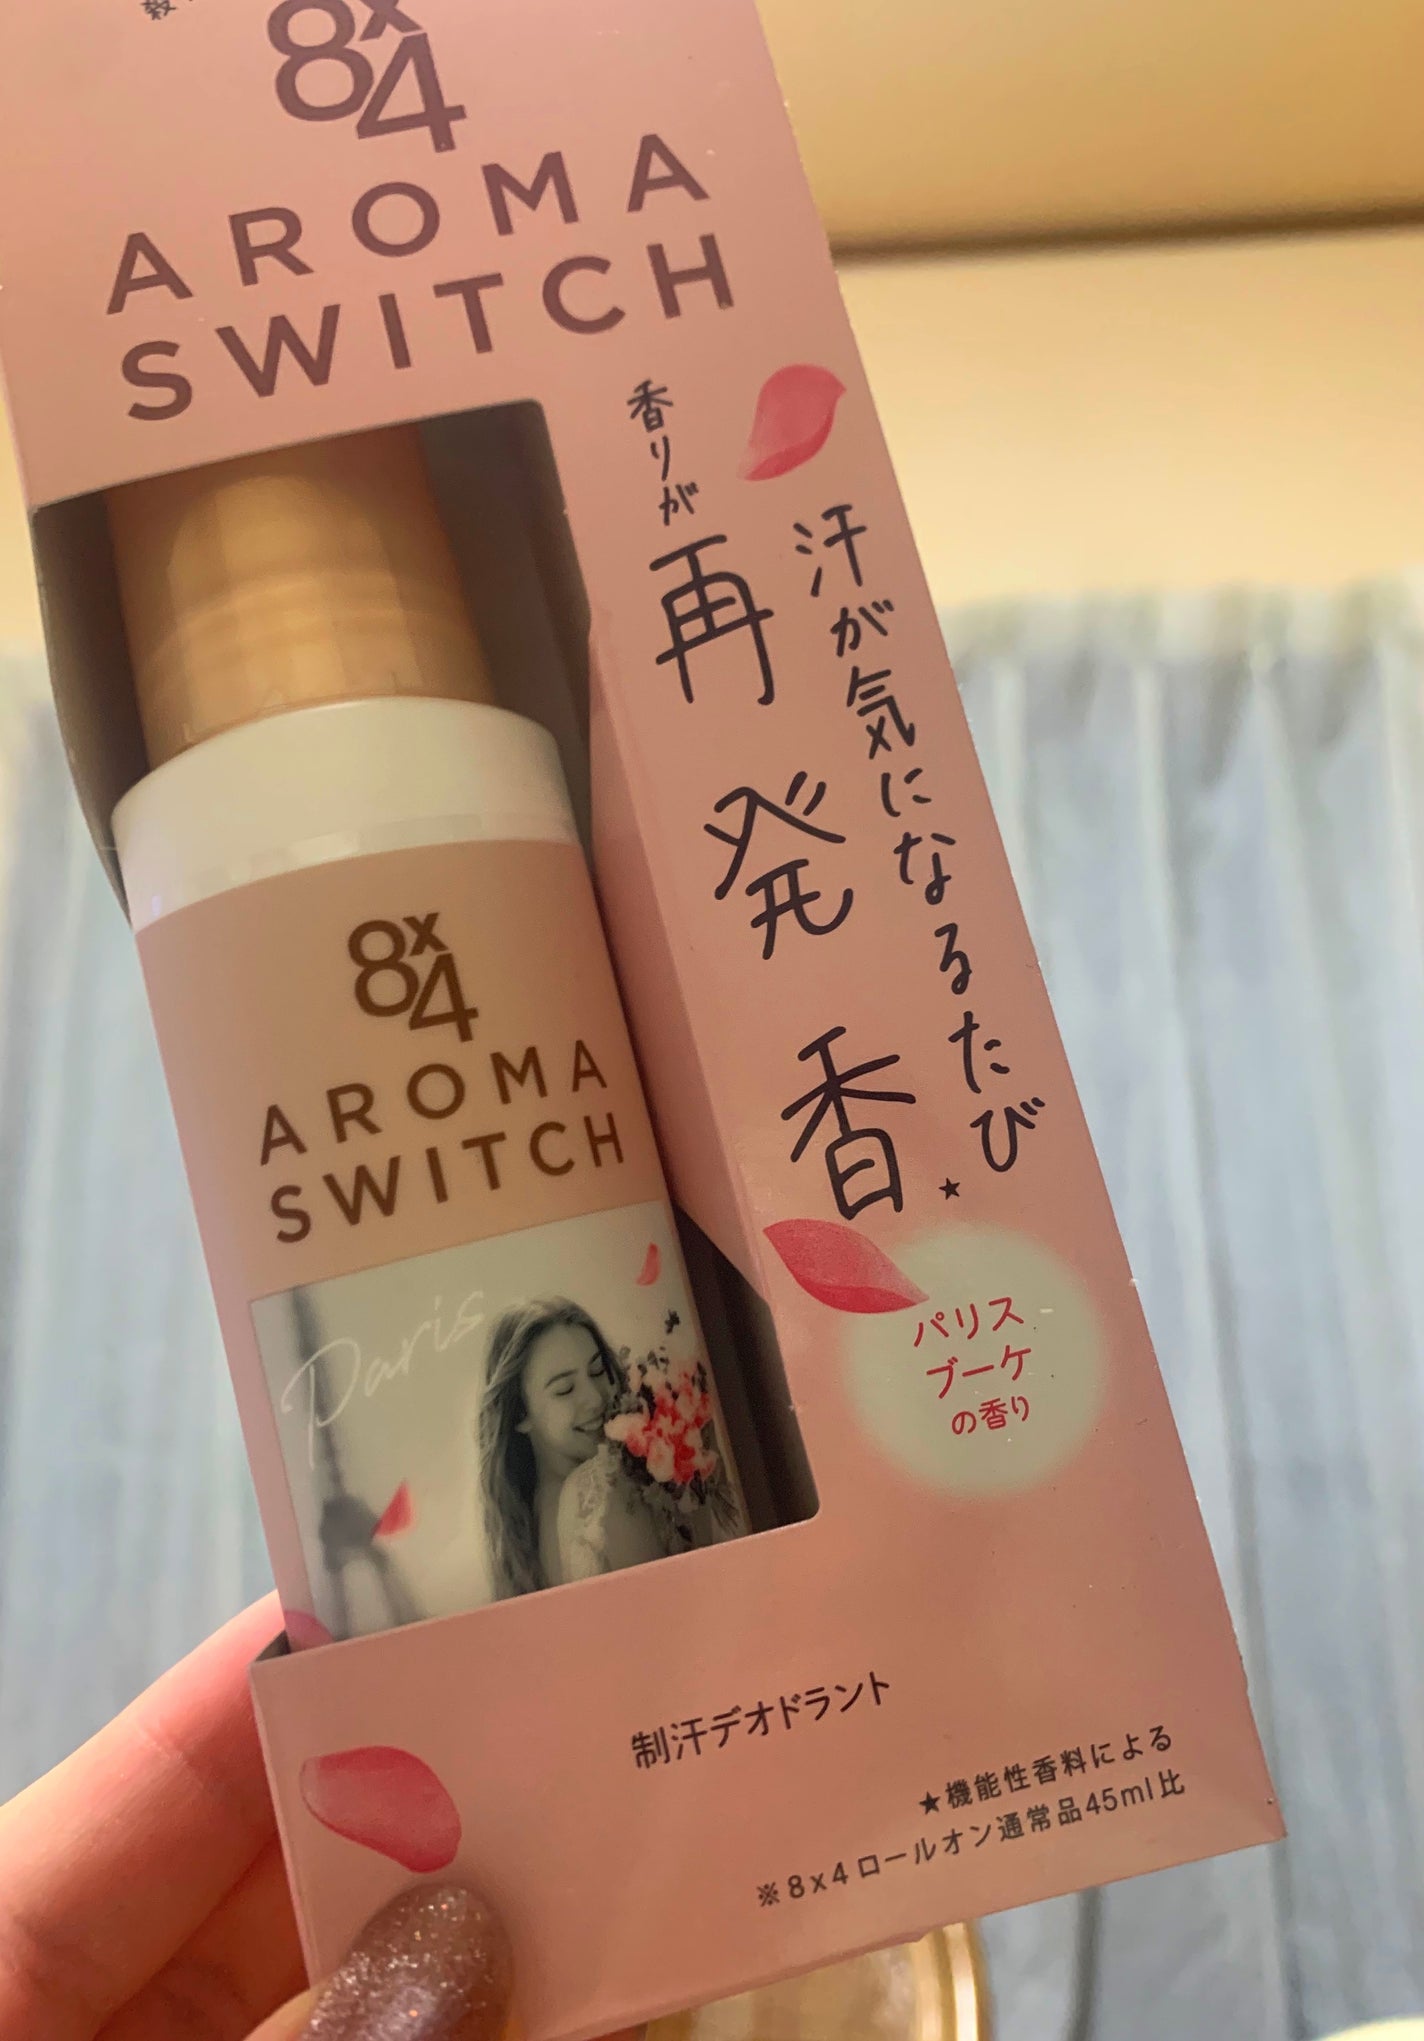 8x4
AROMA
SWITCH
汗が気になるたび
香りが再発香★
パリス
ブーケ
の香り
8x4
AROMA
SWITCH
Paris
制汗デオドラント
★機能性香料による
※8x4ロールオン通常品45ml比